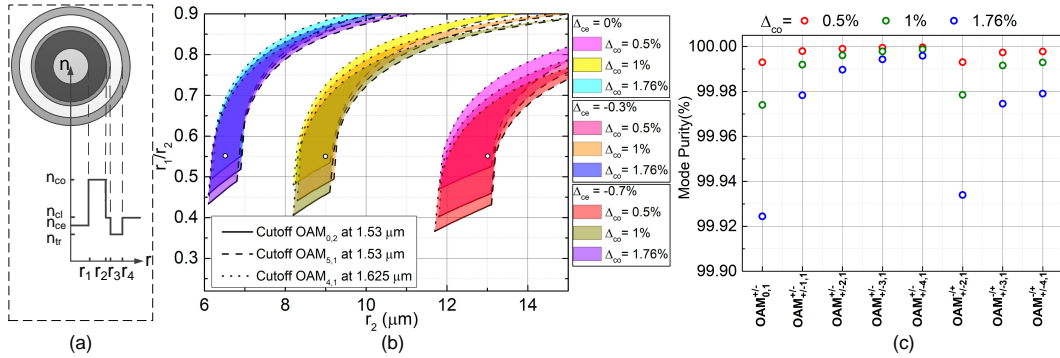 n
n_co
n_cl
n_ce
n_tr
r_1 r_2 r_3 r_4 r
(a)
r_1/r_2
0.9
0.8
0.7
0.6
0.5
0.4
0.3
6 8 10 12 14
r_2 (μm)
Cutoff OAM_0,2 at 1.53 μm
Cutoff OAM_5,1 at 1.53 μm
Cutoff OAM_4,1 at 1.625 μm
(b)
Δ_ce = 0%
Δ_co = 0.5%
Δ_co = 1%
Δ_co = 1.76%
Δ_ce = -0.3%
Δ_co = 0.5%
Δ_co = 1%
Δ_co = 1.76%
Δ_ce = -0.7%
Δ_co = 0.5%
Δ_co = 1%
Δ_co = 1.76%
Δ_co = 0.5% 1% 1.76%
Mode Purity(%)
100.00
99.98
99.96
99.94
99.92
99.90
OAM^+/-_0,1
OAM^+/-_+/-1,1
OAM^+/-_+/-2,1
OAM^+/-_+/-3,1
OAM^+/-_+/-4,1
OAM^-/+_+/-2,1
OAM^-/+_+/-3,1
OAM^-/+_+/-4,1
(c)